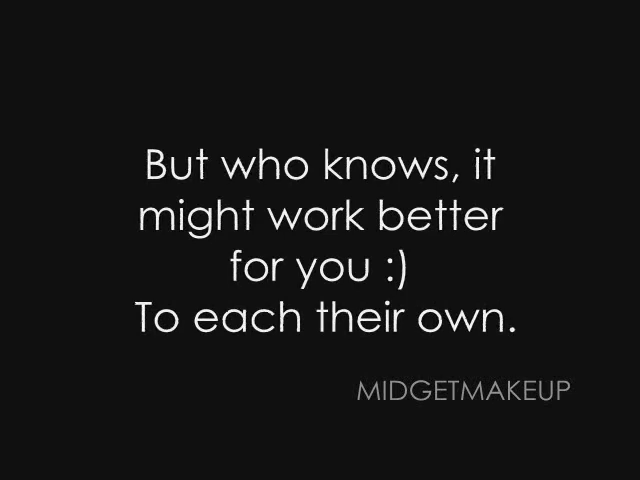 But who knows, it
might work better
for you :)
To each their own.
MIDGETMAKEUP